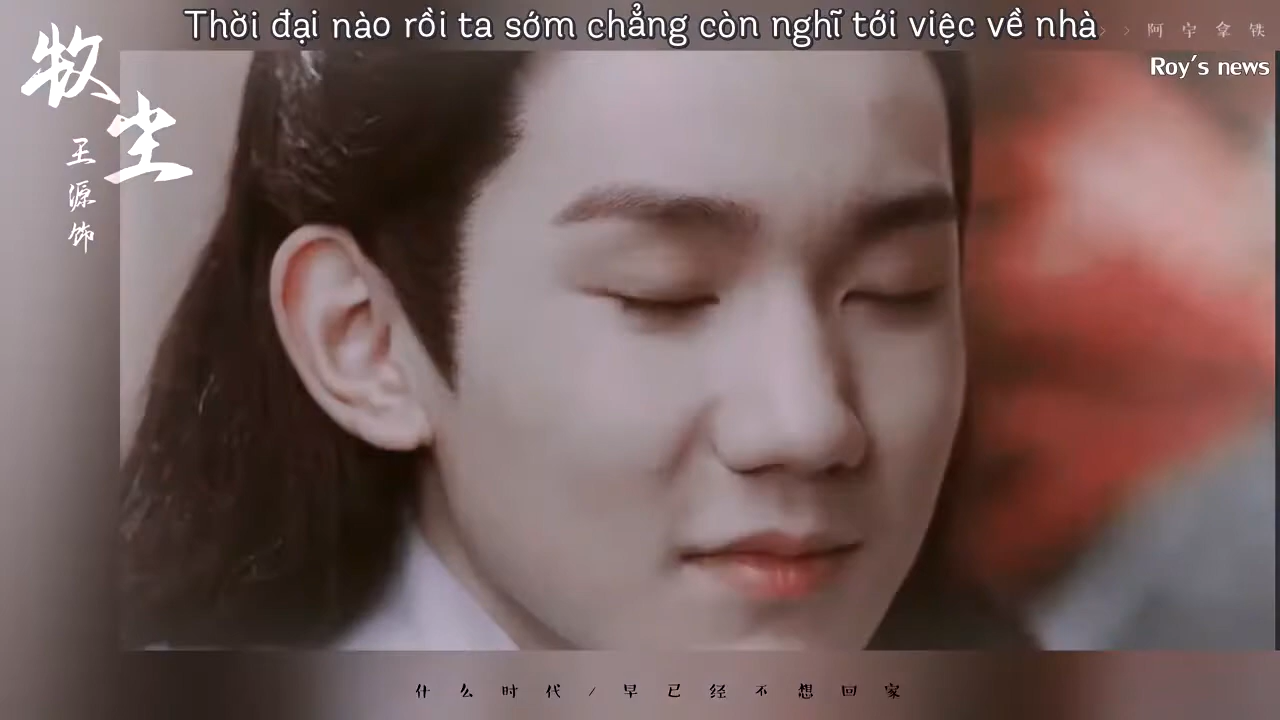 Thời đại nào rồi ta sớm chẳng còn nghĩ tới việc về nhà
> > 阿宁拿铁
Roy's news
牧尘
王源饰
什么时代/早已经不想回家